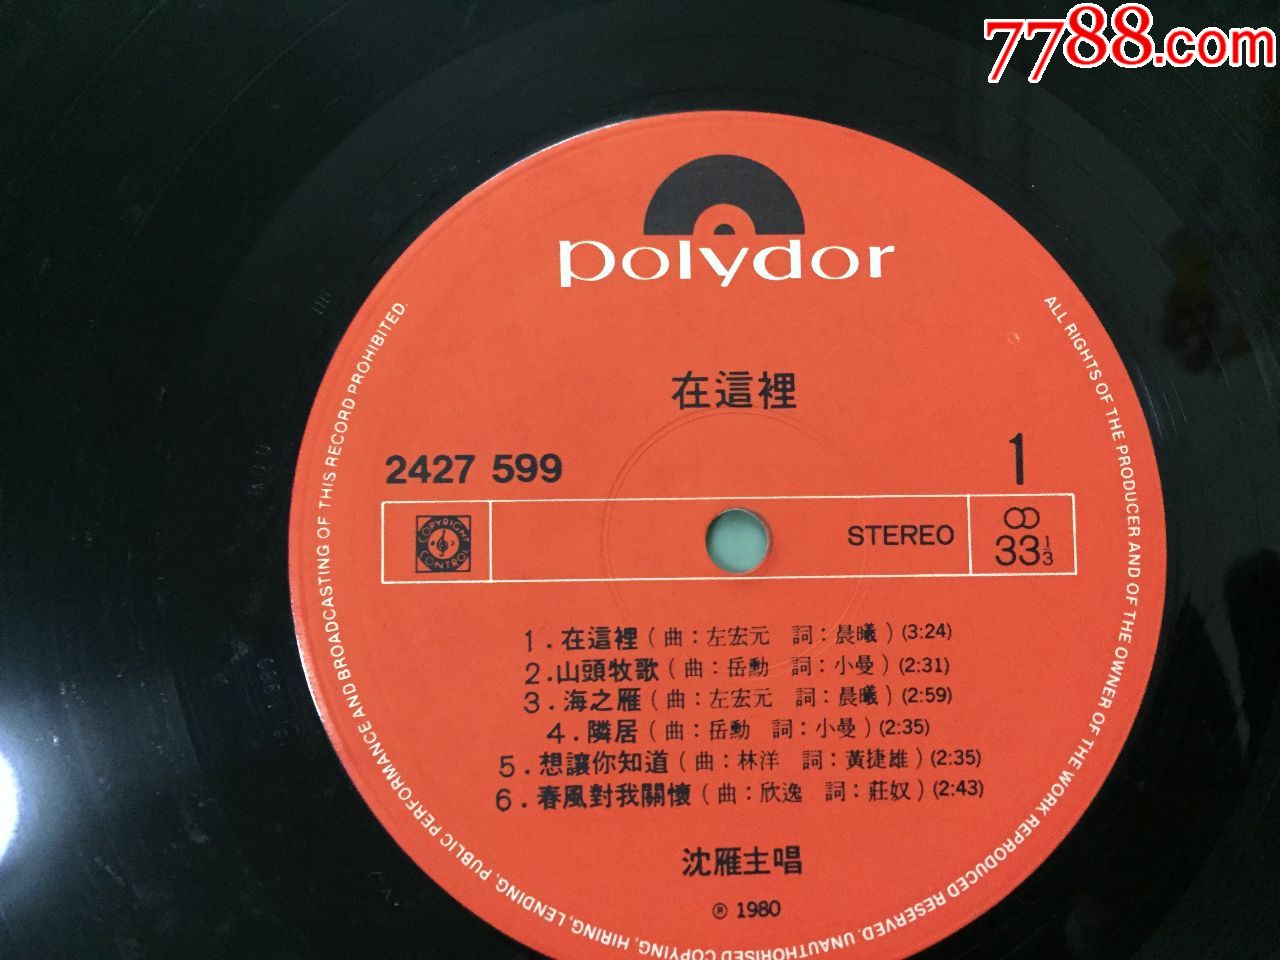 7788.com
polydor
在這裡
2427 599
1
COPYRIGHT CONTROL
STEREO
33 1/3
1. 在這裡 (曲：左宏元 詞：晨曦) (3:24)
2. 山頭牧歌 (曲：岳勳 詞：小曼) (2:31)
3. 海之雁 (曲：左宏元 詞：晨曦) (2:59)
4. 隣居 (曲：岳勳 詞：小曼) (2:35)
5. 想讓你知道 (曲：林洋 詞：黃捷雄) (2:35)
6. 春風對我關懷 (曲：欣逸 詞：莊奴) (2:43)
沈雁主唱
℗ 1980
ALL RIGHTS OF THE PRODUCER AND OF THE OWNER OF THE WORK REPRODUCED RESERVED. UNAUTHORISED COPYING, HIRING, LENDING, PUBLIC PERFORMANCE AND BROADCASTING OF THIS RECORD PROHIBITED.